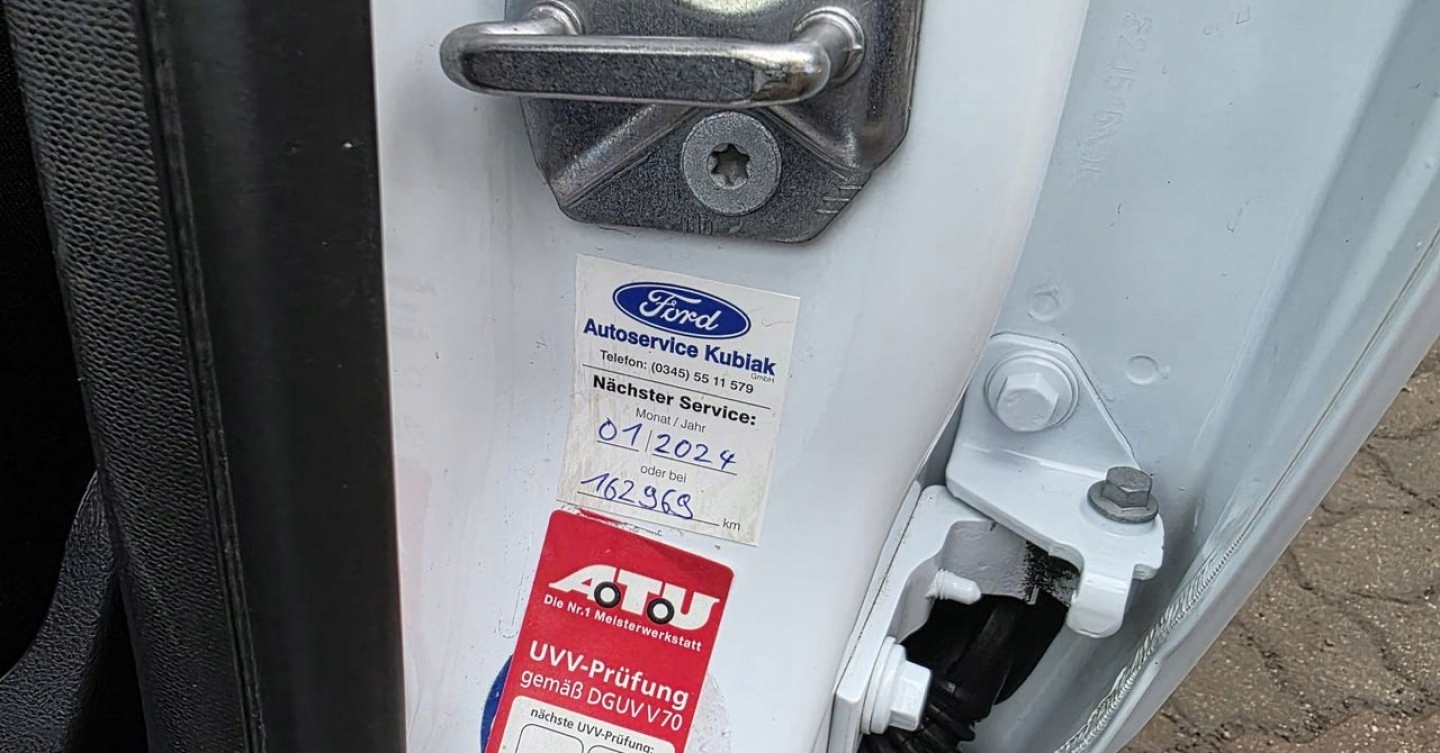 Ford
Autoservice Kubiak
GmbH
Telefon: (0345) 55 11 579
Nächster Service:
Monat / Jahr
01/2024
oder bei
162969 km
ATU
Die Nr.1 Meisterwerkstatt
UVV-Prüfung
gemäß DGUV V 70
nächste UVV-Prüfung: